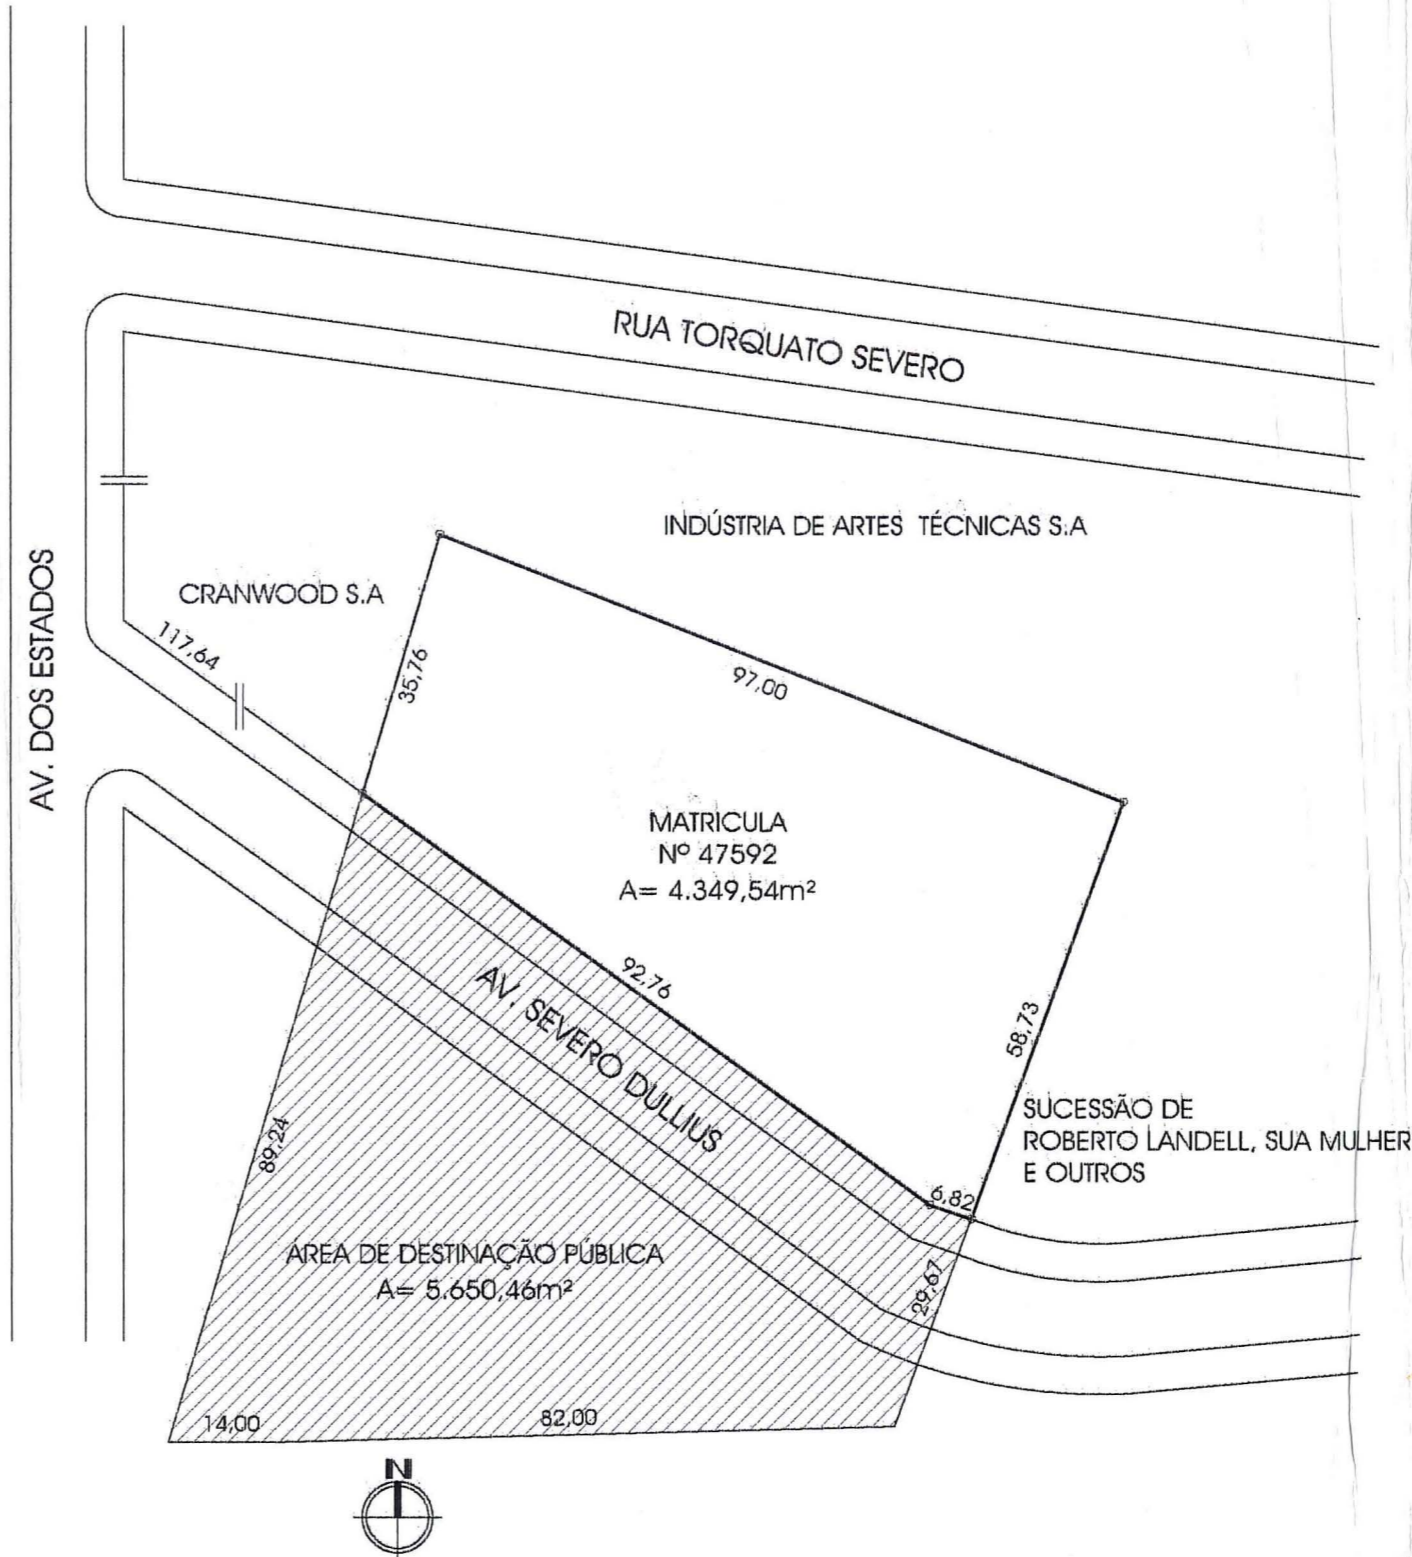 RUA TORQUATO SEVERO
INDÚSTRIA DE ARTES TÉCNICAS S.A
AV. DOS ESTADOS
CRANWOOD S.A
117,64
35,76
97,00
MATRICULA
Nº 47592
A= 4.349,54m²
92,76
AV. SEVERO DULLIUS
58,73
SUCESSÃO DE
ROBERTO LANDELL, SUA MULHER
E OUTROS
89,24
6,82
ÁREA DE DESTINAÇÃO PÚBLICA
A= 5.650,46m²
29,67
14,00
82,00
N